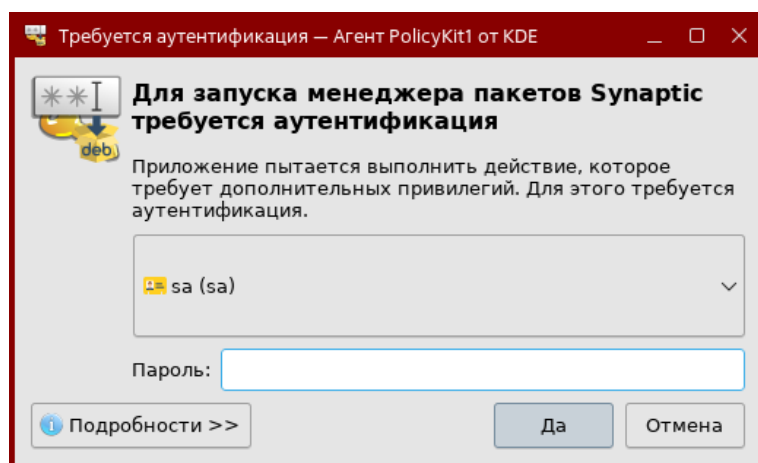 Требуется аутентификация — Агент PolicyKit1 от KDE
Для запуска менеджера пакетов Synaptic
требуется аутентификация
deb
Приложение пытается выполнить действие, которое
требует дополнительных привилегий. Для этого требуется
аутентификация.
sa (sa)
Пароль:
Подробности >>
Да
Отмена